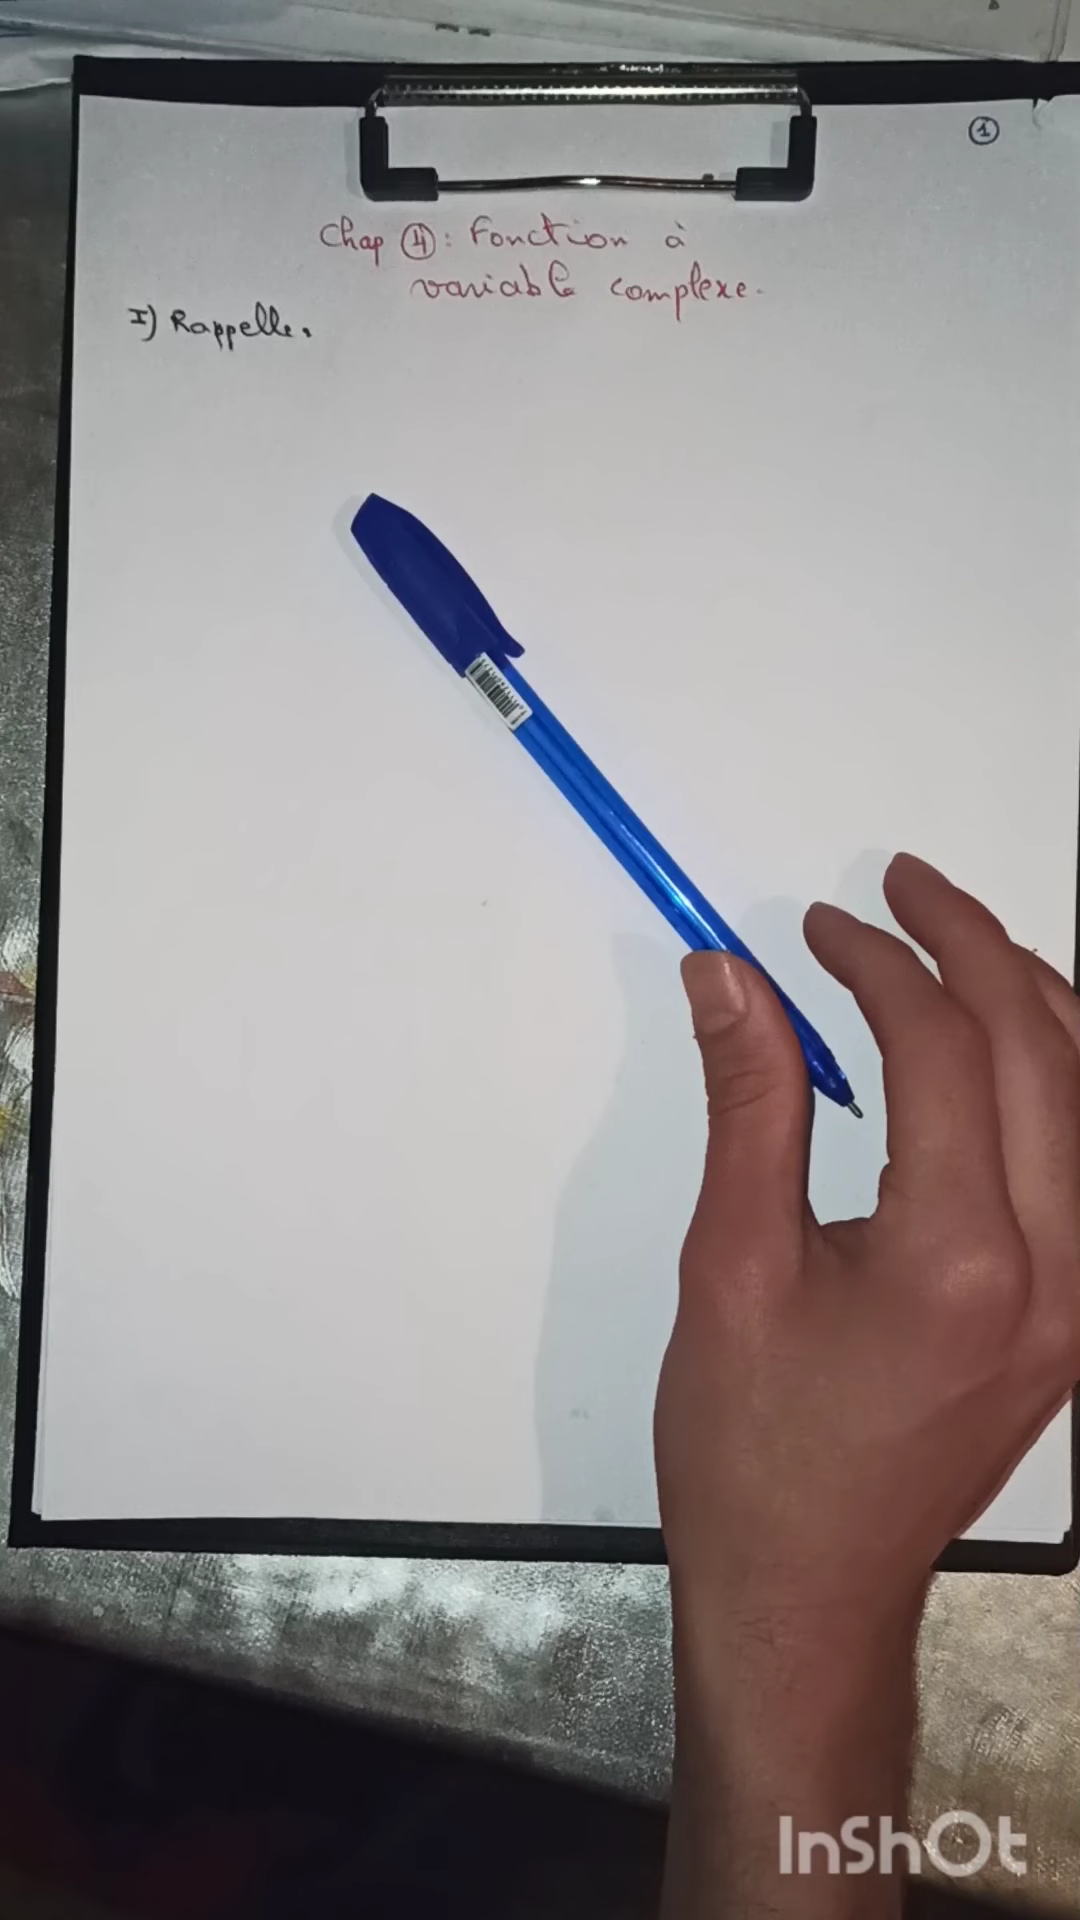 ①
Chap ④: Fonction à
variable complexe.
I) Rappelle.
InShOt